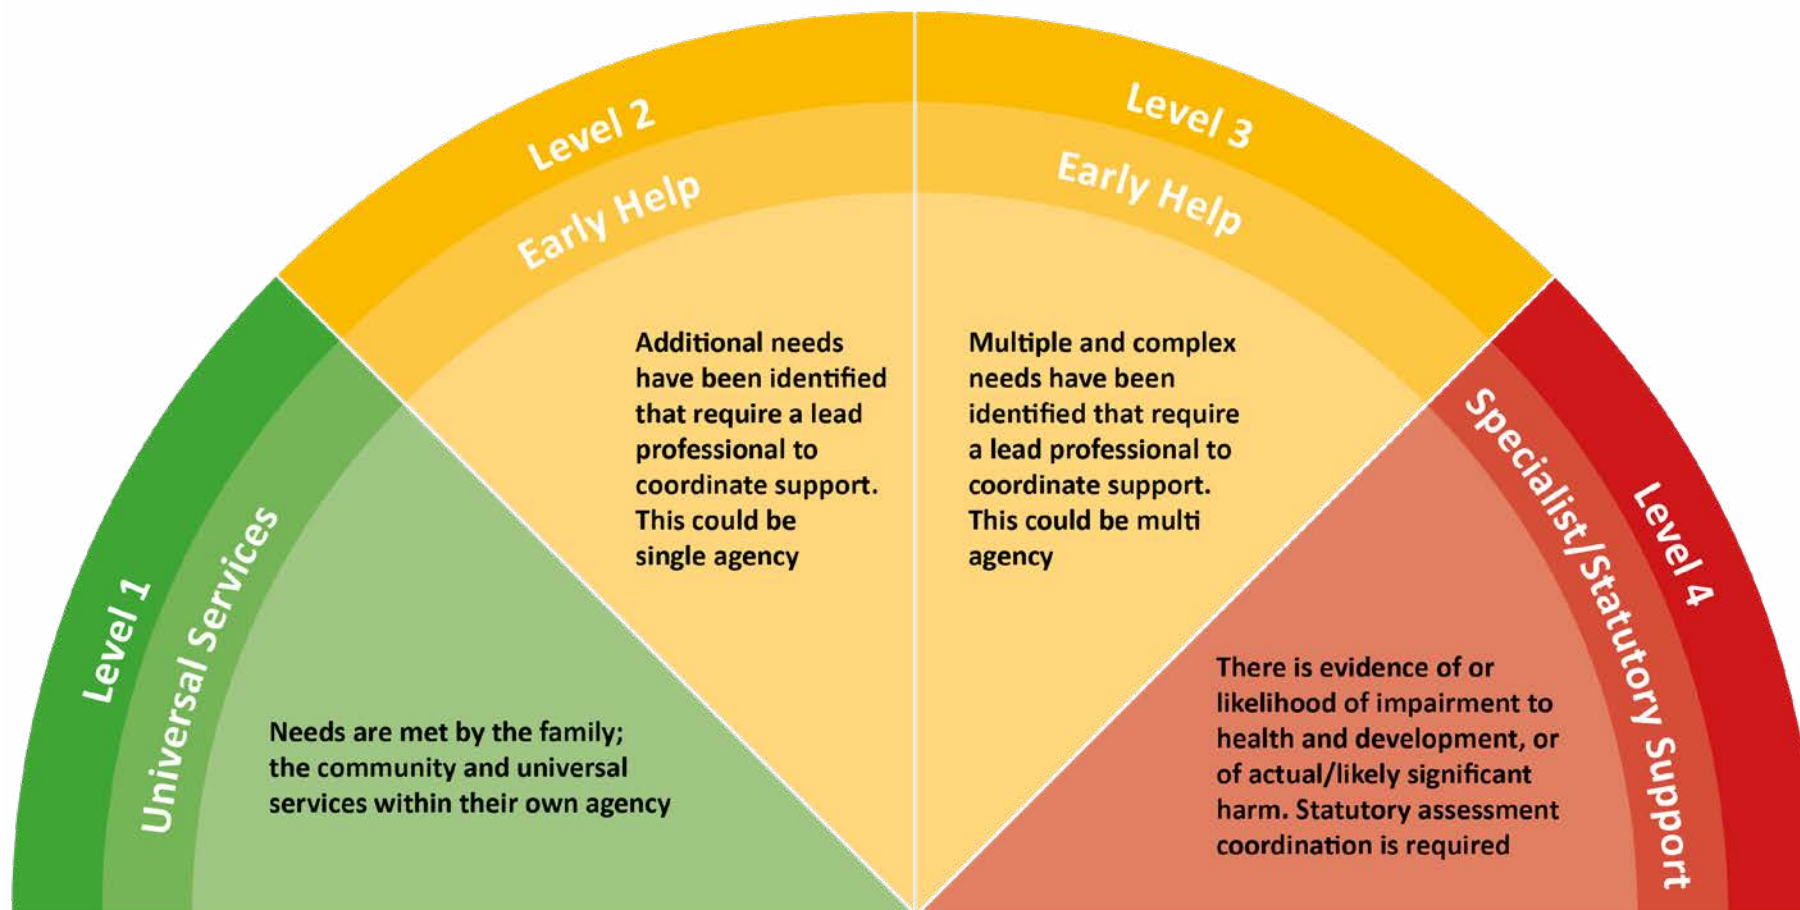 Level 1
Universal Services
Needs are met by the family;
the community and universal
services within their own agency
Level 2
Early Help
Additional needs
have been identified
that require a lead
professional to
coordinate support.
This could be
single agency
Level 3
Early Help
Multiple and complex
needs have been
identified that require
a lead professional to
coordinate support.
This could be multi
agency
Level 4
Specialist/Statutory Support
There is evidence of or
likelihood of impairment to
health and development, or
of actual/likely significant
harm. Statutory assessment
coordination is required